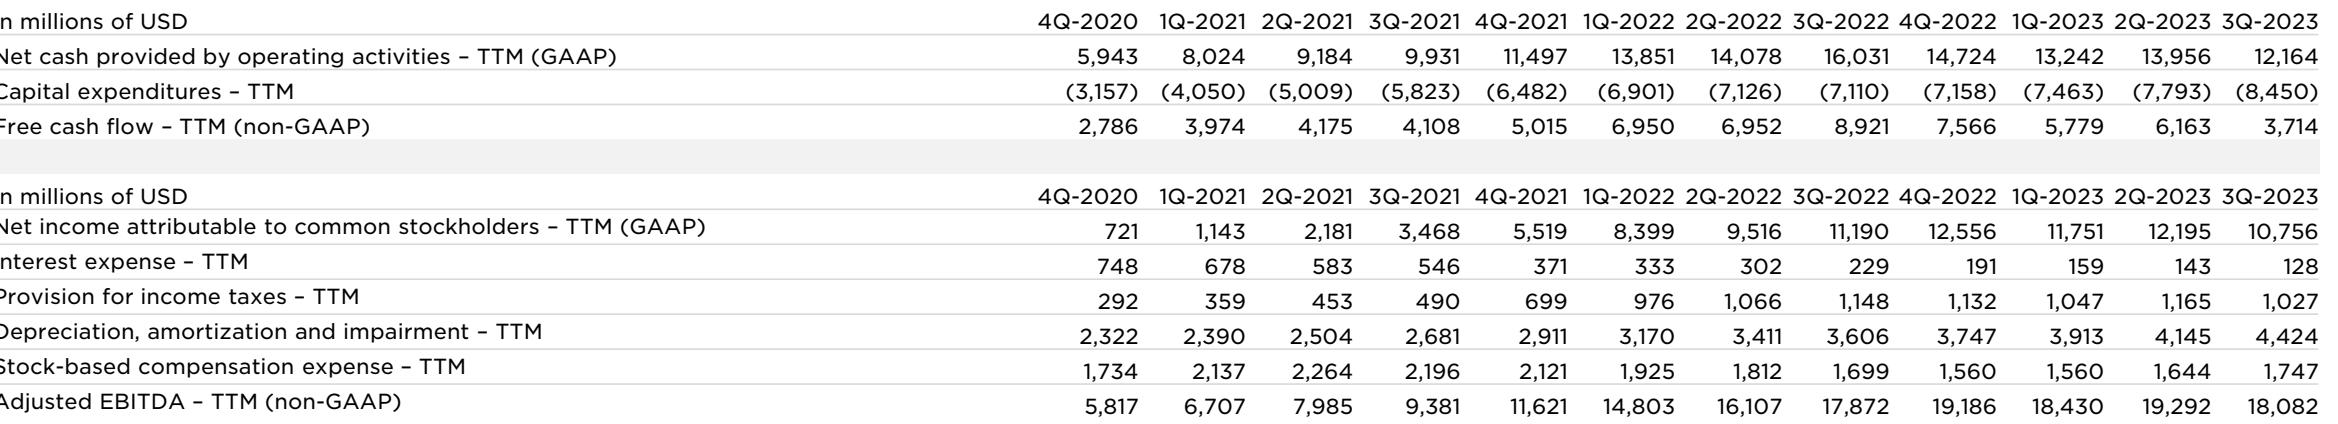 n millions of USD 4Q-2020 1Q-2021 2Q-2021 3Q-2021 4Q-2021 1Q-2022 2Q-2022 3Q-2022 4Q-2022 1Q-2023 2Q-2023 3Q-2023
Net cash provided by operating activities – TTM (GAAP) 5,943 8,024 9,184 9,931 11,497 13,851 14,078 16,031 14,724 13,242 13,956 12,164
Capital expenditures – TTM (3,157) (4,050) (5,009) (5,823) (6,482) (6,901) (7,126) (7,110) (7,158) (7,463) (7,793) (8,450)
Free cash flow – TTM (non-GAAP) 2,786 3,974 4,175 4,108 5,015 6,950 6,952 8,921 7,566 5,779 6,163 3,714
n millions of USD 4Q-2020 1Q-2021 2Q-2021 3Q-2021 4Q-2021 1Q-2022 2Q-2022 3Q-2022 4Q-2022 1Q-2023 2Q-2023 3Q-2023
Net income attributable to common stockholders – TTM (GAAP) 721 1,143 2,181 3,468 5,519 8,399 9,516 11,190 12,556 11,751 12,195 10,756
nterest expense – TTM 748 678 583 546 371 333 302 229 191 159 143 128
Provision for income taxes – TTM 292 359 453 490 699 976 1,066 1,148 1,132 1,047 1,165 1,027
Depreciation, amortization and impairment – TTM 2,322 2,390 2,504 2,681 2,911 3,170 3,411 3,606 3,747 3,913 4,145 4,424
Stock-based compensation expense – TTM 1,734 2,137 2,264 2,196 2,121 1,925 1,812 1,699 1,560 1,560 1,644 1,747
Adjusted EBITDA – TTM (non-GAAP) 5,817 6,707 7,985 9,381 11,621 14,803 16,107 17,872 19,186 18,430 19,292 18,082